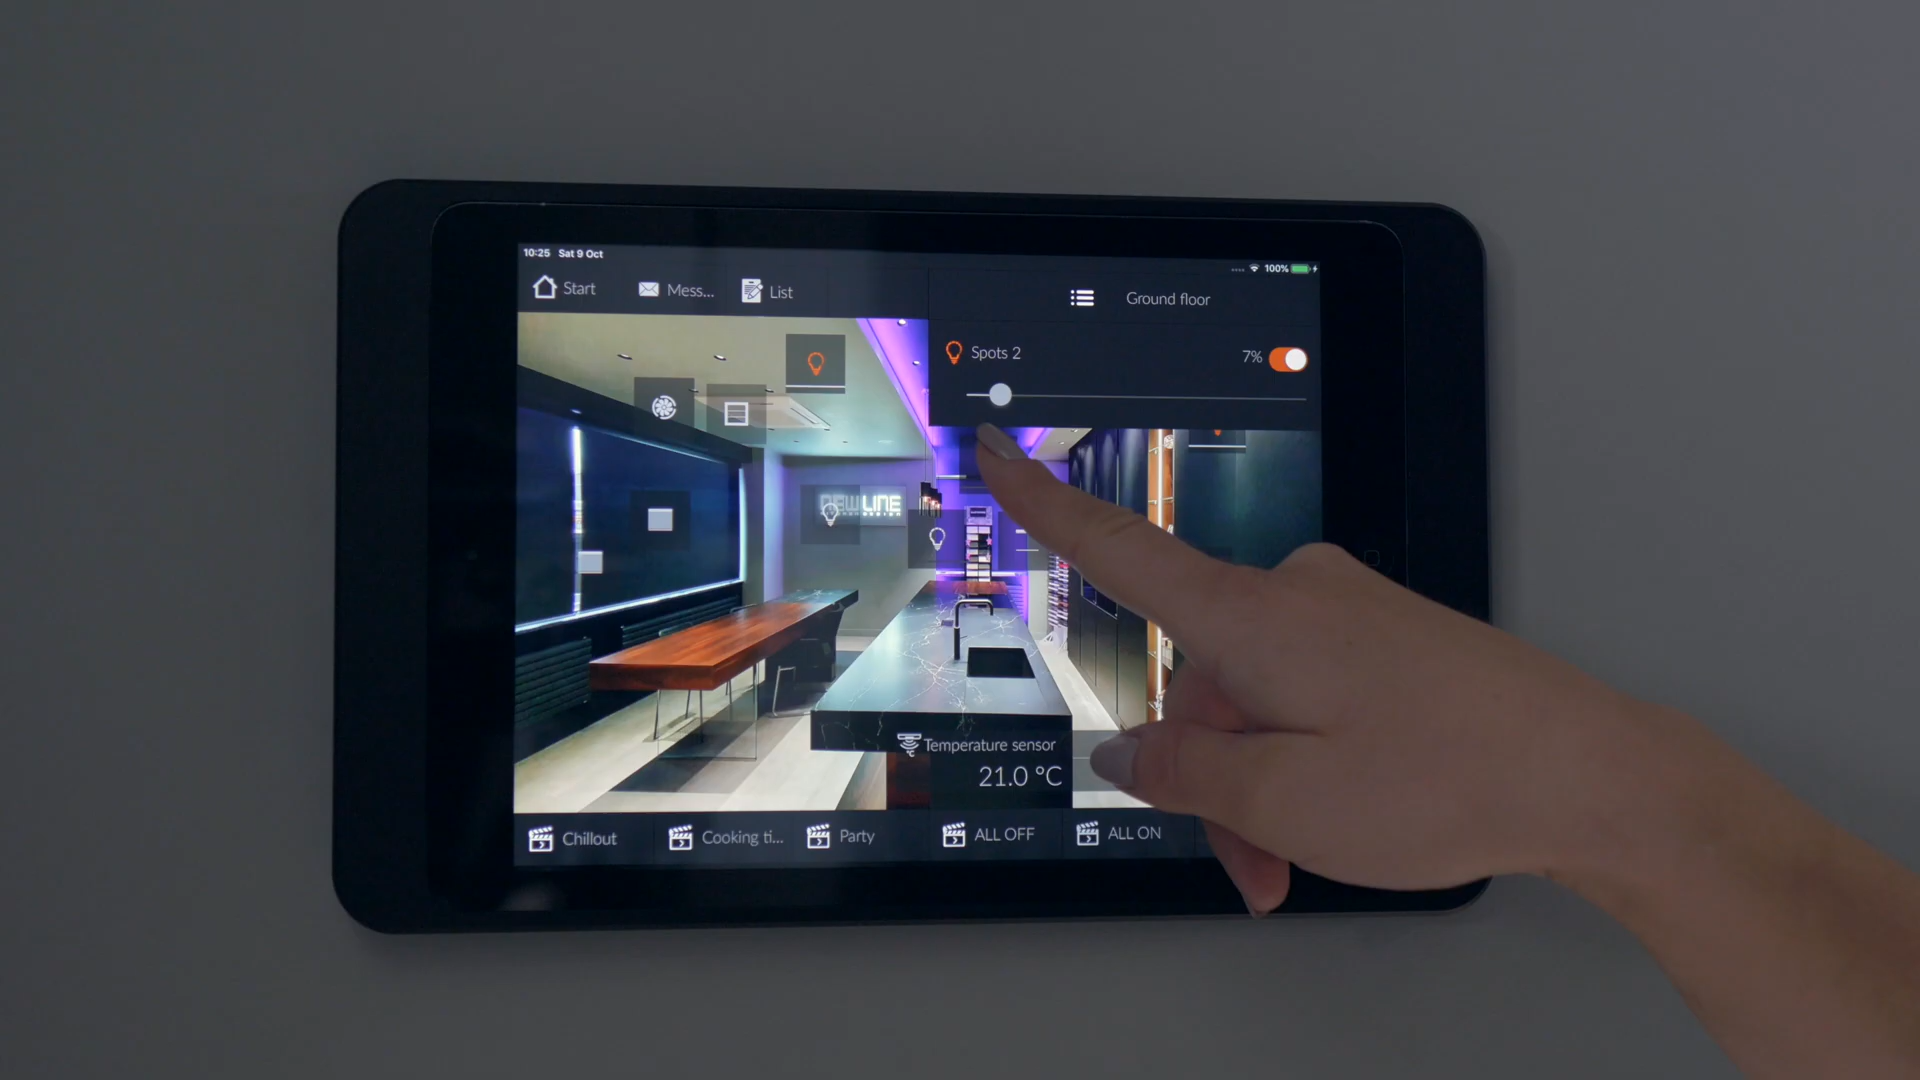 10:25 Sat 9 Oct
100%
Start
Mess...
List
Ground floor
Spots 2
7%
NEWLINE
Temperature sensor
21.0 °C
Chillout
Cooking ti...
Party
ALL OFF
ALL ON